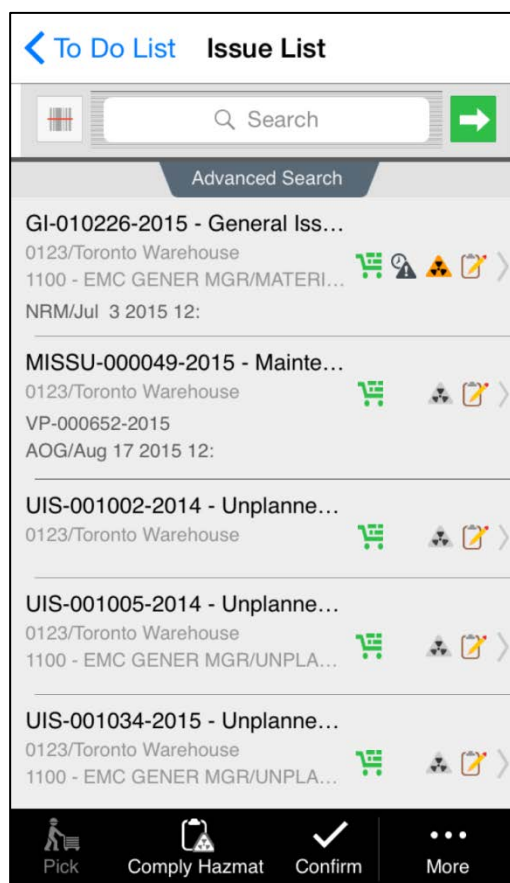 To Do List Issue List
Search
Advanced Search
GI-010226-2015 - General Iss...
0123/Toronto Warehouse
1100 - EMC GENER MGR/MATERI...
NRM/Jul 3 2015 12:
MISSU-000049-2015 - Mainte...
0123/Toronto Warehouse
VP-000652-2015
AOG/Aug 17 2015 12:
UIS-001002-2014 - Unplanne...
0123/Toronto Warehouse
UIS-001005-2014 - Unplanne...
0123/Toronto Warehouse
1100 - EMC GENER MGR/UNPLA...
UIS-001034-2015 - Unplanne...
0123/Toronto Warehouse
1100 - EMC GENER MGR/UNPLA...
Pick Comply Hazmat Confirm More